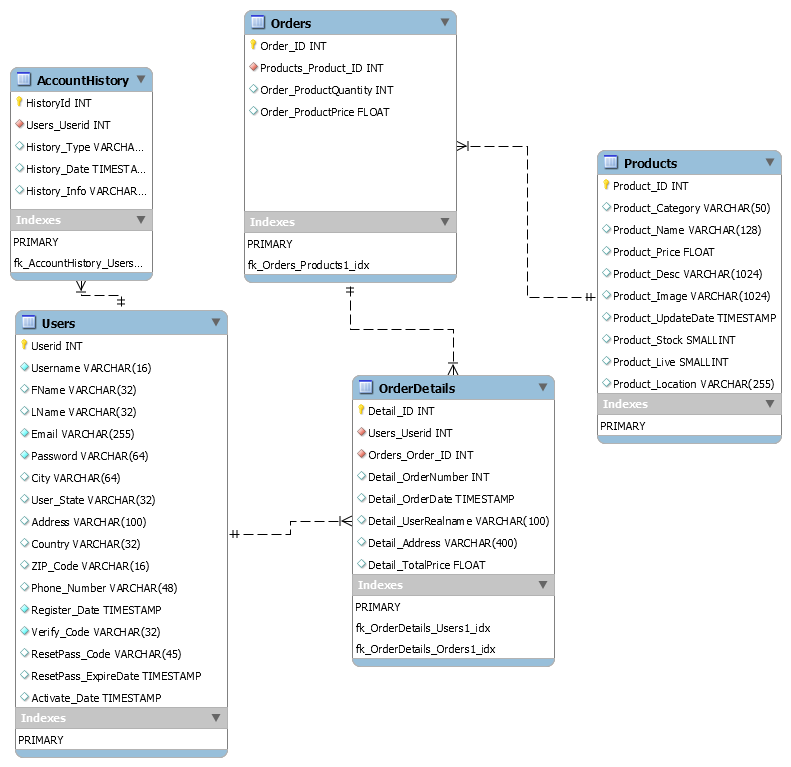 Orders
Order_ID INT
Products_Product_ID INT
Order_ProductQuantity INT
Order_ProductPrice FLOAT
Indexes
PRIMARY
fk_Orders_Products1_idx
AccountHistory
HistoryId INT
Users_Userid INT
History_Type VARCHA...
History_Date TIMESTA...
History_Info VARCHAR...
Indexes
PRIMARY
fk_AccountHistory_Users...
Products
Product_ID INT
Product_Category VARCHAR(50)
Product_Name VARCHAR(128)
Product_Price FLOAT
Product_Desc VARCHAR(1024)
Product_Image VARCHAR(1024)
Product_UpdateDate TIMESTAMP
Product_Stock SMALLINT
Product_Live SMALLINT
Product_Location VARCHAR(255)
Indexes
PRIMARY
Users
Userid INT
Username VARCHAR(16)
FName VARCHAR(32)
LName VARCHAR(32)
Email VARCHAR(255)
Password VARCHAR(64)
City VARCHAR(64)
User_State VARCHAR(32)
Address VARCHAR(100)
Country VARCHAR(32)
ZIP_Code VARCHAR(16)
Phone_Number VARCHAR(48)
Register_Date TIMESTAMP
Verify_Code VARCHAR(32)
ResetPass_Code VARCHAR(45)
ResetPass_ExpireDate TIMESTAMP
Activate_Date TIMESTAMP
Indexes
PRIMARY
OrderDetails
Detail_ID INT
Users_Userid INT
Orders_Order_ID INT
Detail_OrderNumber INT
Detail_OrderDate TIMESTAMP
Detail_UserRealname VARCHAR(100)
Detail_Address VARCHAR(400)
Detail_TotalPrice FLOAT
Indexes
PRIMARY
fk_OrderDetails_Users1_idx
fk_OrderDetails_Orders1_idx